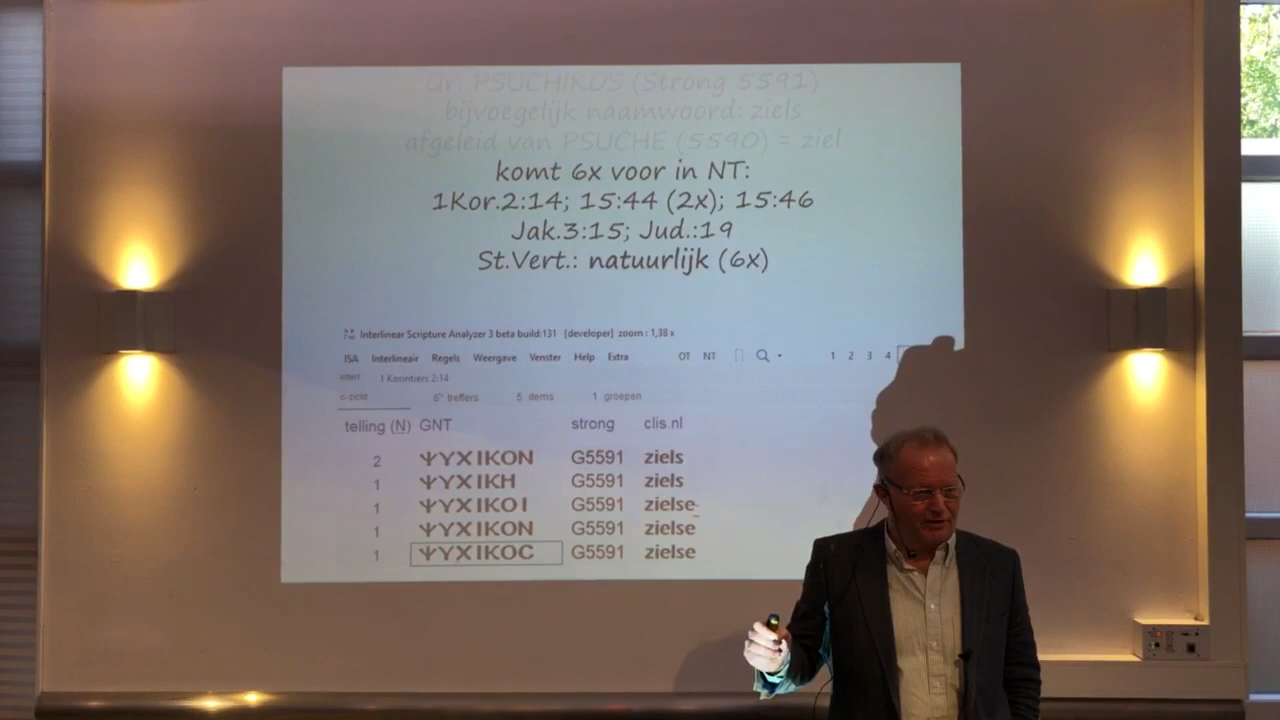 Gr. PSUCHIKOS (Strong 5591)
bijvoegelijk naamwoord: ziels
afgeleid van PSUCHE (5590) = ziel
komt 6x voor in NT:
1Kor.2:14; 15:44 (2x); 15:46
Jak.3:15; Jud.:19
St.Vert.: natuurlijk (6x)
Interlinear Scripture Analyzer 3 beta build:131 [developer] zoom : 1,38 x
ISA Interlineair Regels Weergave Venster Help Extra OT NT 1 2 3 4
interl 1 Korintiers 2:14
c-zicht treffers 5 items 1 groepen
telling (N) GNT strong clis.nl
2 ΨΥΧΙΚΟΝ G5591 ziels
1 ΨΥΧΙΚΗ G5591 ziels
1 ΨΥΧΙΚΟΙ G5591 zielse
1 ΨΥΧΙΚΟΝ G5591 zielse
1 ΨΥΧΙΚΟC G5591 zielse